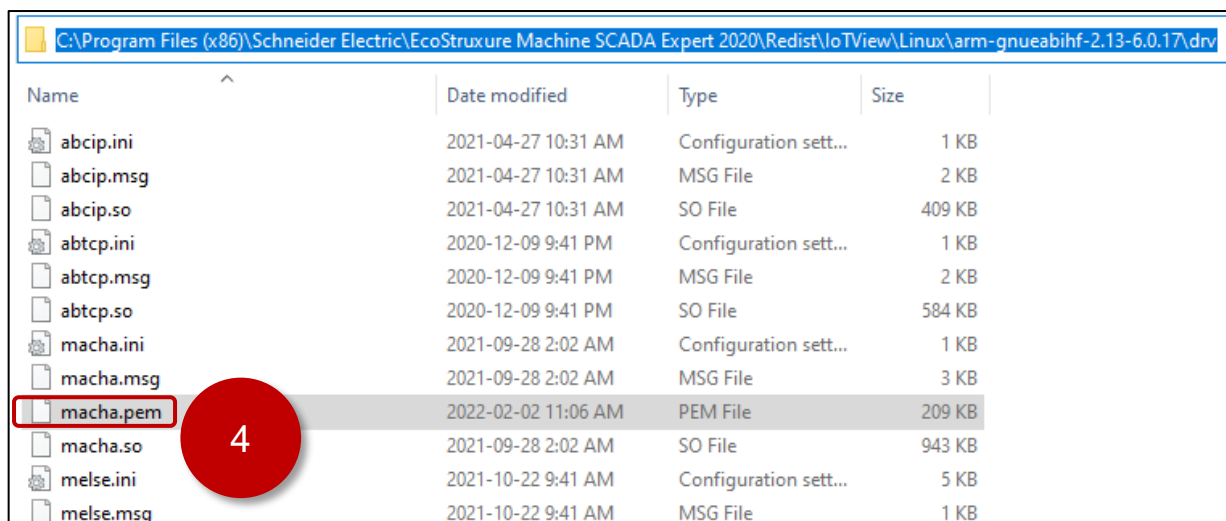 C:\Program Files (x86)\Schneider Electric\EcoStruxure Machine SCADA Expert 2020\Redist\IoTView\Linux\arm-gnueabihf-2.13-6.0.17\drv
Name Date modified Type Size
abcip.ini 2021-04-27 10:31 AM Configuration sett... 1 KB
abcip.msg 2021-04-27 10:31 AM MSG File 2 KB
abcip.so 2021-04-27 10:31 AM SO File 409 KB
abtcp.ini 2020-12-09 9:41 PM Configuration sett... 1 KB
abtcp.msg 2020-12-09 9:41 PM MSG File 2 KB
abtcp.so 2020-12-09 9:41 PM SO File 584 KB
macha.ini 2021-09-28 2:02 AM Configuration sett... 1 KB
macha.msg 2021-09-28 2:02 AM MSG File 3 KB
macha.pem 2022-02-02 11:06 AM PEM File 209 KB
4
macha.so 2021-09-28 2:02 AM SO File 943 KB
melse.ini 2021-10-22 9:41 AM Configuration sett... 5 KB
melse.msg 2021-10-22 9:41 AM MSG File 1 KB